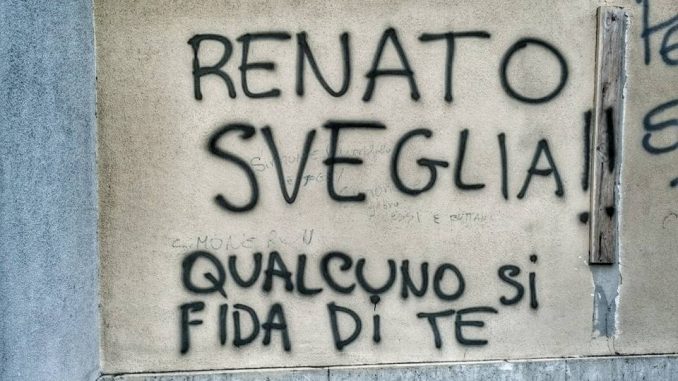 RENATO
SVEGLIA!!
QUALCUNO SI
FIDA DI TE